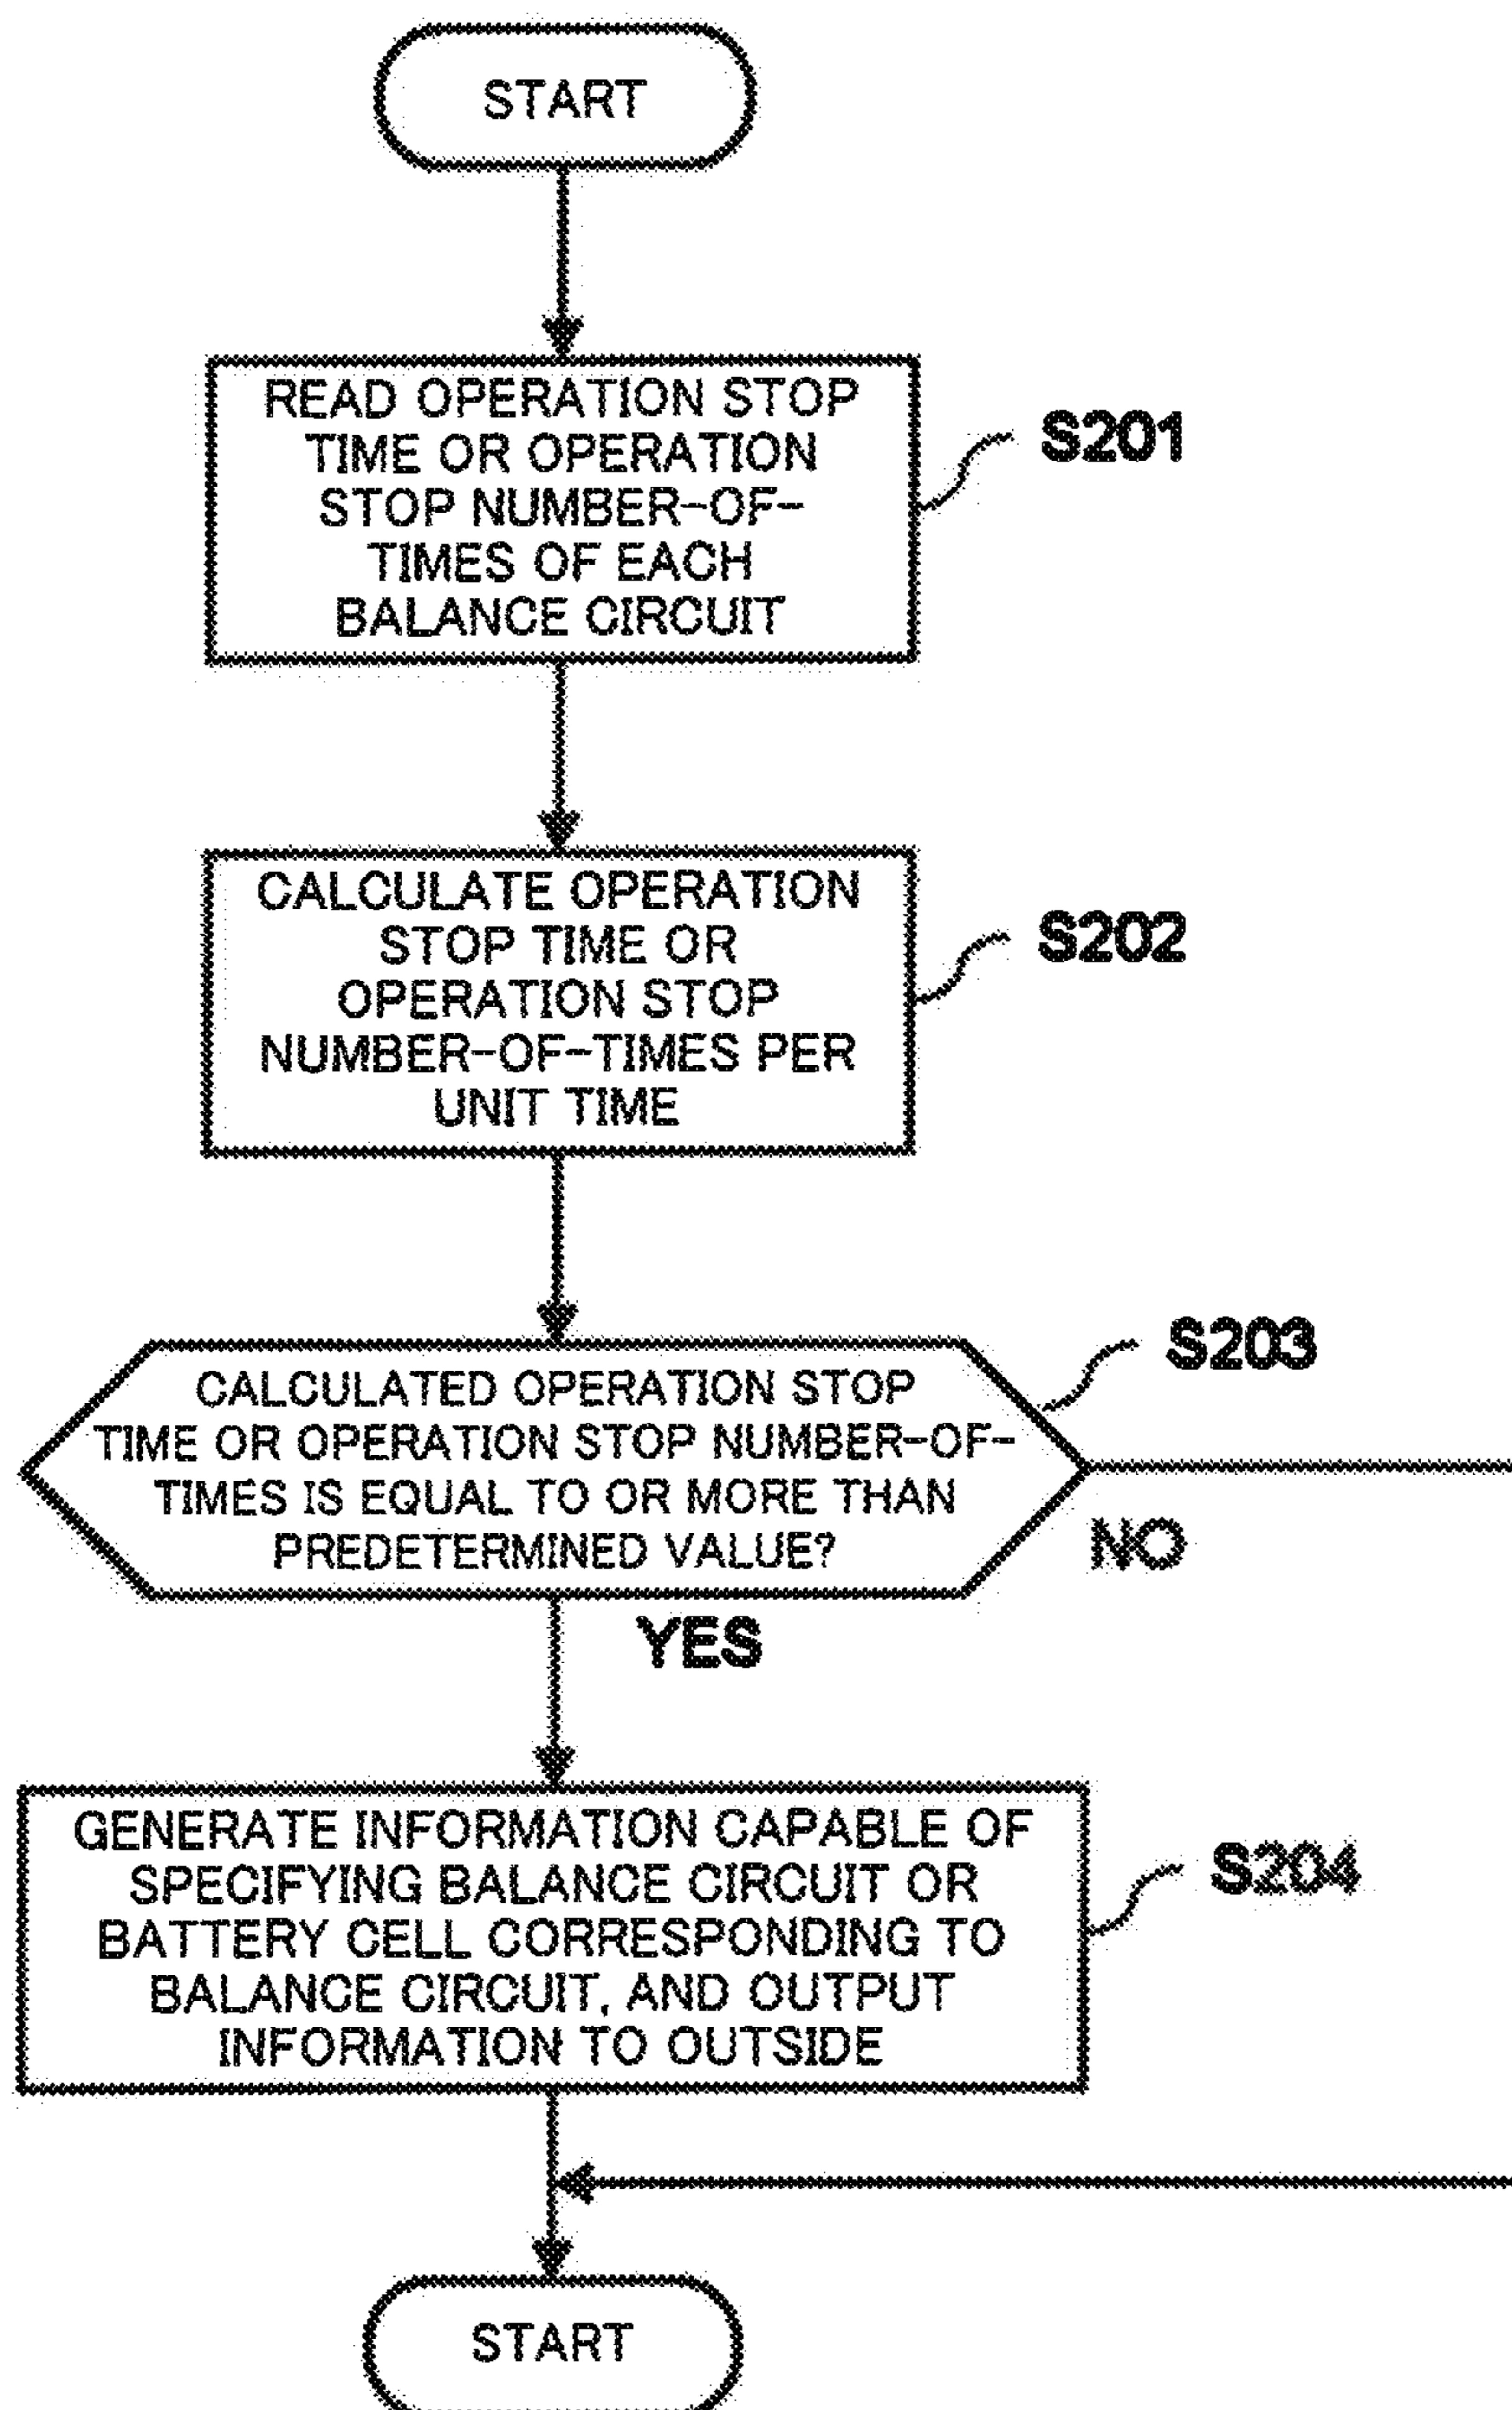 START
READ OPERATION STOP
TIME OR OPERATION
STOP NUMBER-OF-
TIMES OF EACH
BALANCE CIRCUIT
S201
CALCULATE OPERATION
STOP TIME OR
OPERATION STOP
NUMBER-OF-TIMES PER
UNIT TIME
S202
CALCULATED OPERATION STOP
TIME OR OPERATION STOP NUMBER-OF-
TIMES IS EQUAL TO OR MORE THAN
PREDETERMINED VALUE?
S203
NO
YES
GENERATE INFORMATION CAPABLE OF
SPECIFYING BALANCE CIRCUIT OR
BATTERY CELL CORRESPONDING TO
BALANCE CIRCUIT, AND OUTPUT
INFORMATION TO OUTSIDE
S204
START